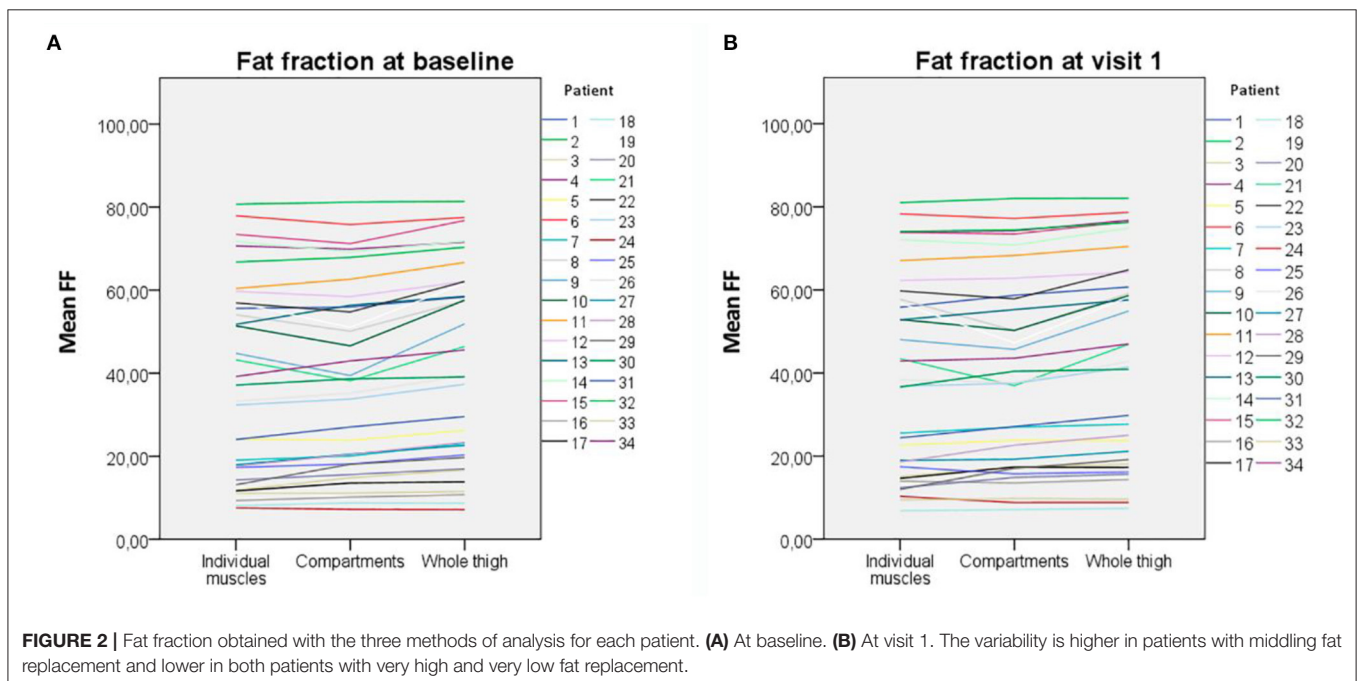 A
Fat fraction at baseline
Patient
Mean FF
100,00
80,00
60,00
40,00
20,00
0,00
Individual
muscles
Compartments
Whole thigh
1 18
2 19
3 20
4 21
5 22
6 23
7 24
8 25
9 26
10 27
11 28
12 29
13 30
14 31
15 32
16 33
17 34
B
Fat fraction at visit 1
Patient
Mean FF
100,00
80,00
60,00
40,00
20,00
0,00
Individual
muscles
Compartments
Whole thigh
1 18
2 19
3 20
4 21
5 22
6 23
7 24
8 25
9 26
10 27
11 28
12 29
13 30
14 31
15 32
16 33
17 34
FIGURE 2 | Fat fraction obtained with the three methods of analysis for each patient. (A) At baseline. (B) At visit 1. The variability is higher in patients with middling fat
replacement and lower in both patients with very high and very low fat replacement.